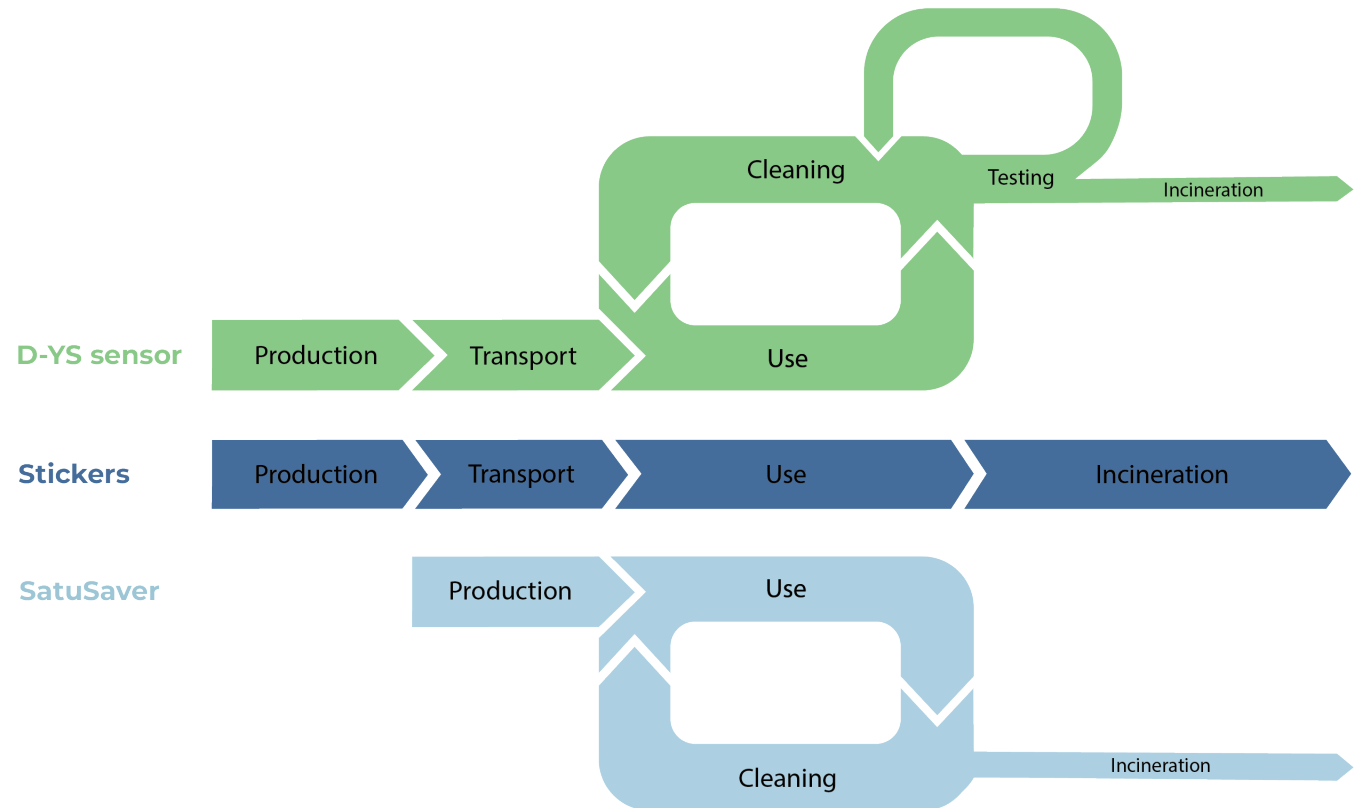 Cleaning
Testing
Incineration
D-YS sensor
Production
Transport
Use
Stickers
Production
Transport
Use
Incineration
SatuSaver
Production
Use
Cleaning
Incineration